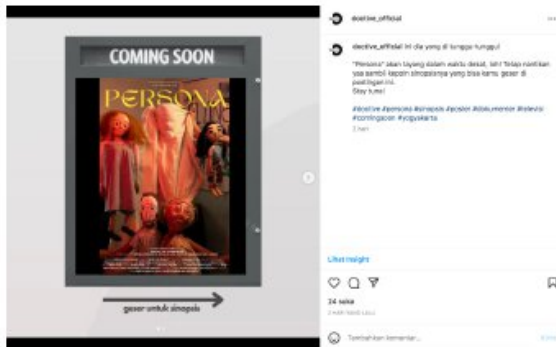 COMING SOON
PERSONA
geser untuk sinopsis
doctive_official
doctive_official Ini dia yang di tunggu-tunggu!
"Persona" akan tayang dalam waktu dekat, loh! Tetap nantikan
yaa sambil kepoin sinopsisnya yang bisa kamu geser di
postingan ini.
Stay tune!
#doctive #persona #sinopsis #poster #dokumenter #televisi
#comingsoon #yogyakarta
Lihat Insight
24 suka
Tambahkan komentar...